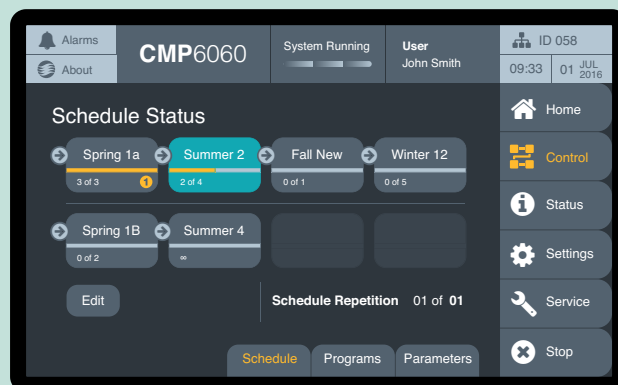 Alarms
About
CMP6060
System Running
User
John Smith
ID 058
09:33
01 JUL 2016
Schedule Status
Spring 1a
3 of 3
1
Summer 2
2 of 4
Fall New
0 of 1
Winter 12
0 of 5
Spring 1B
0 of 2
Summer 4
∞
Edit
Schedule Repetition 01 of 01
Schedule
Programs
Parameters
Home
Control
Status
Settings
Service
Stop